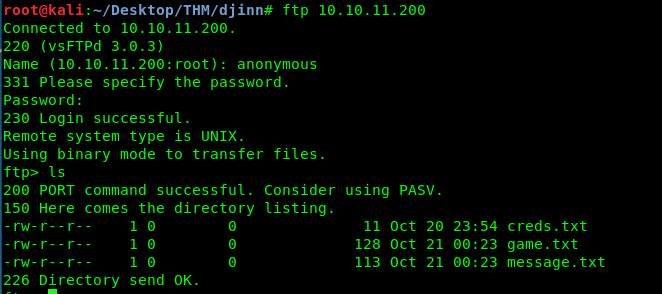 root@kali:~/Desktop/THM/djinn# ftp 10.10.11.200
Connected to 10.10.11.200.
220 (vsFTPd 3.0.3)
Name (10.10.11.200:root): anonymous
331 Please specify the password.
Password:
230 Login successful.
Remote system type is UNIX.
Using binary mode to transfer files.
ftp> ls
200 PORT command successful. Consider using PASV.
150 Here comes the directory listing.
-rw-r--r--    1 0        0              11 Oct 20 23:54 creds.txt
-rw-r--r--    1 0        0             128 Oct 21 00:23 game.txt
-rw-r--r--    1 0        0             113 Oct 21 00:23 message.txt
226 Directory send OK.